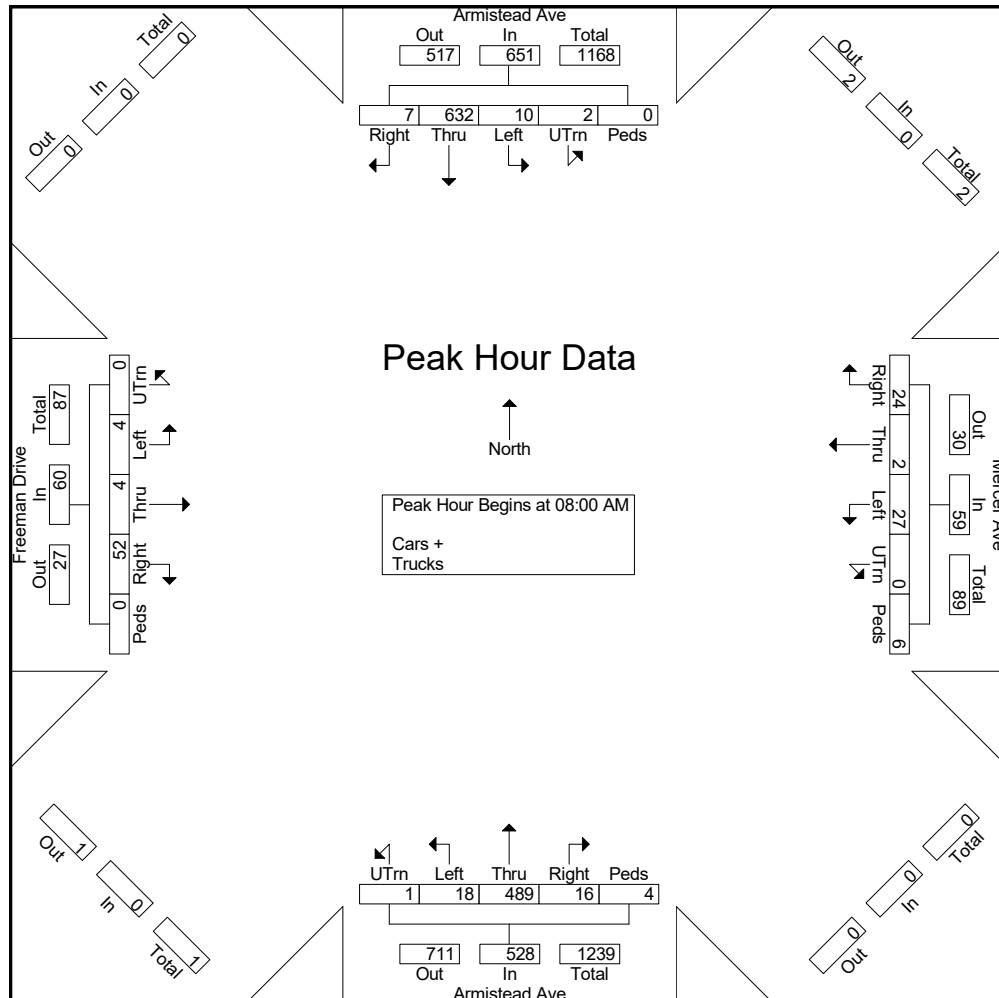 Armistead Ave
Out In Total
517 651 1168
7 632 10 2 0
Right Thru Left UTrn Peds
Total
0
In
0
Out
0
Out
2
In
0
Total
2
Peak Hour Data
North
Peak Hour Begins at 08:00 AM
Cars +
Trucks
Freeman Drive
Out In Total
27 60 87
0 52 4 4 0
Peds Right Thru Left UTrn
Mercer Ave
Out In Total
30 59 89
24 2 27 0 6
Right Thru Left UTrn Peds
Out
1
In
0
Total
1
Total
0
In
0
Out
0
UTrn Left Thru Right Peds
1 18 489 16 4
711 528 1239
Out In Total
Armistead Ave